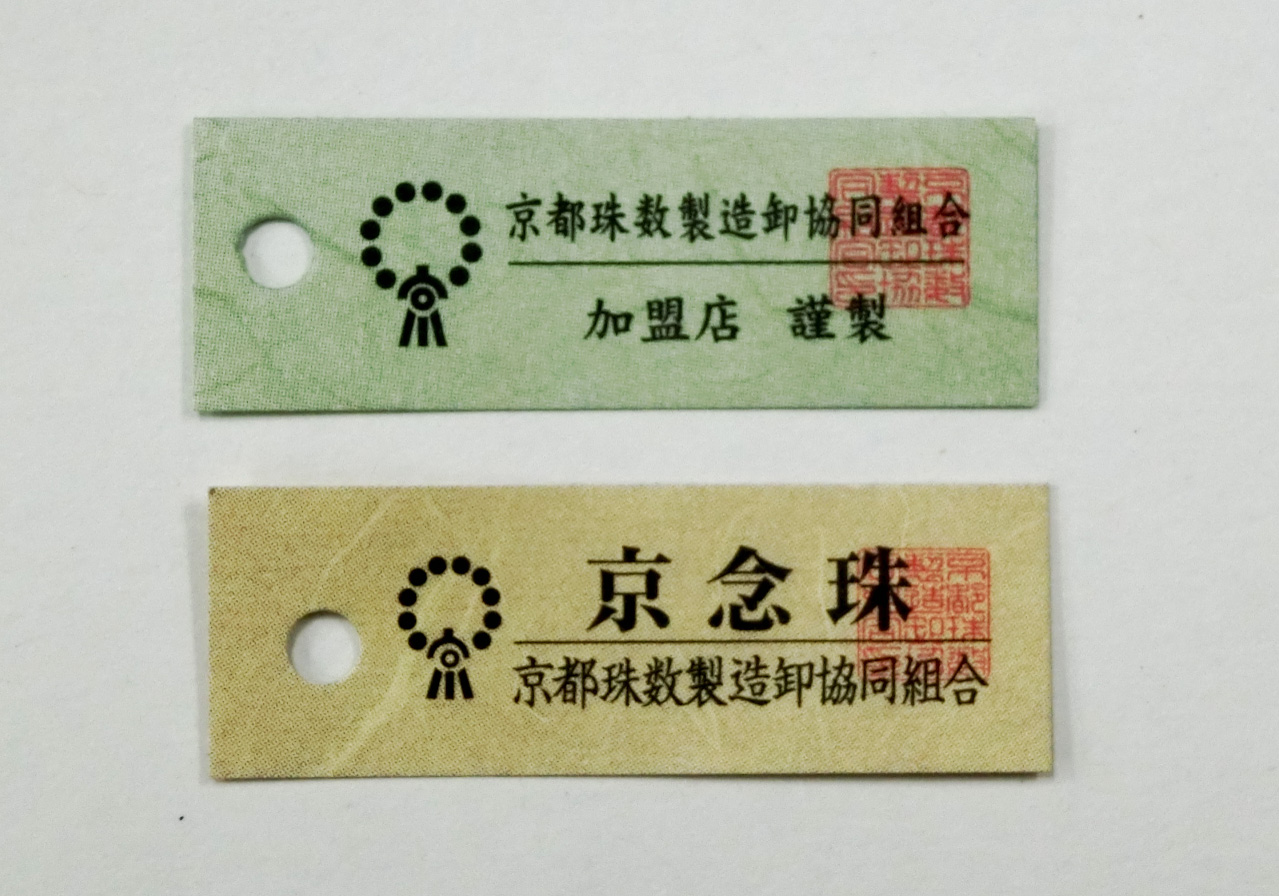 京都珠数製造卸協同組合
加盟店 謹製
京念珠
京都珠数製造卸協同組合